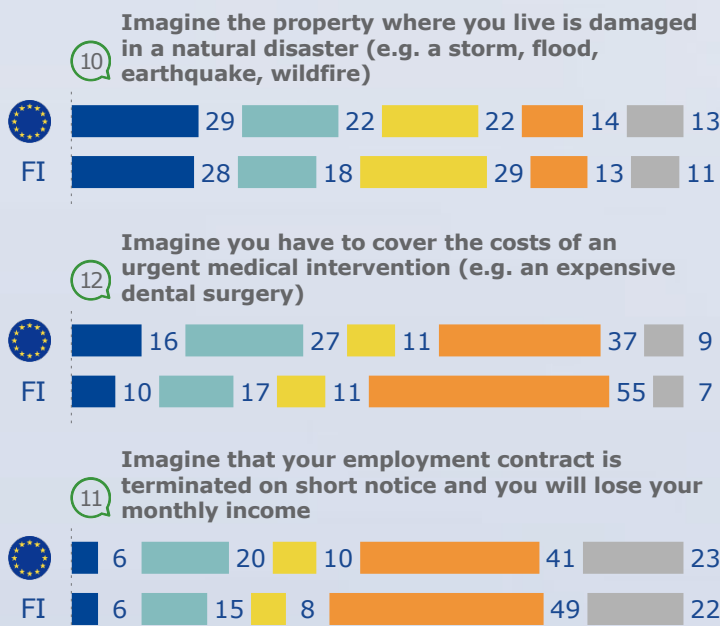 Imagine the property where you live is damaged
in a natural disaster (e.g. a storm, flood,
earthquake, wildfire)
10
29 22 22 14 13
FI 28 18 29 13 11
Imagine you have to cover the costs of an
urgent medical intervention (e.g. an expensive
dental surgery)
12
16 27 11 37 9
FI 10 17 11 55 7
Imagine that your employment contract is
terminated on short notice and you will lose your
monthly income
11
6 20 10 41 23
FI 6 15 8 49 22